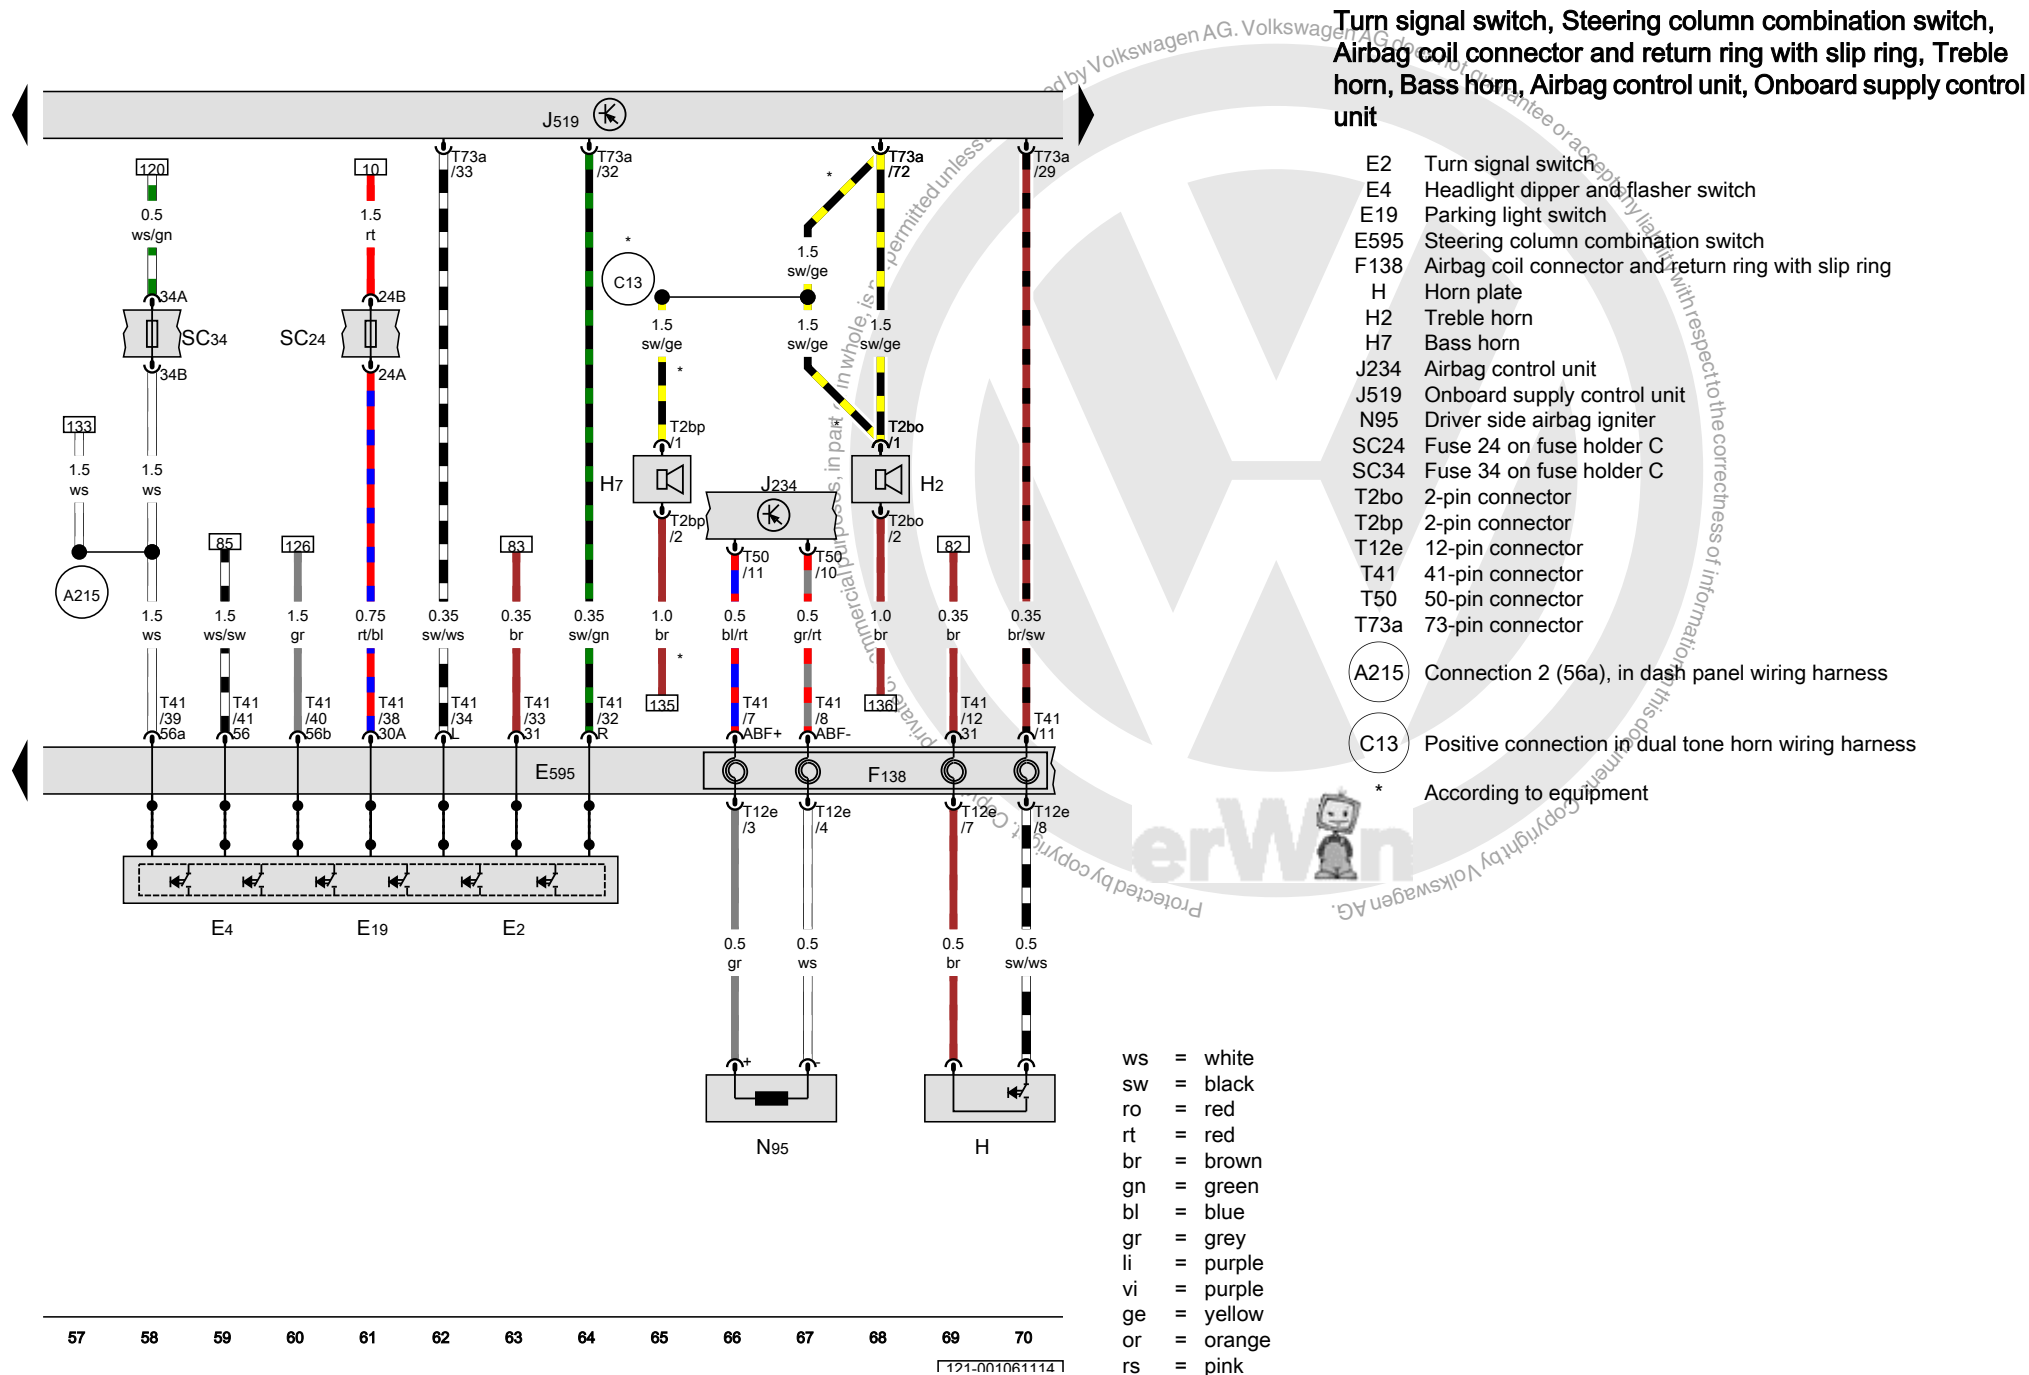 Turn signal switch, Steering column combination switch,
Airbag coil connector and return ring with slip ring, Treble
horn, Bass horn, Airbag control unit, Onboard supply control
unit
E2 Turn signal switch
E4 Headlight dipper and flasher switch
E19 Parking light switch
E595 Steering column combination switch
F138 Airbag coil connector and return ring with slip ring
H Horn plate
H2 Treble horn
H7 Bass horn
J234 Airbag control unit
J519 Onboard supply control unit
N95 Driver side airbag igniter
SC24 Fuse 24 on fuse holder C
SC34 Fuse 34 on fuse holder C
T2bo 2-pin connector
T2bp 2-pin connector
T12e 12-pin connector
T41 41-pin connector
T50 50-pin connector
T73a 73-pin connector
A215 Connection 2 (56a), in dash panel wiring harness
C13 Positive connection in dual tone horn wiring harness
* According to equipment
J519
T73a T73a T73a T73a
/33 /32 /72 /29
120 10
0.5 1.5
ws/gn rt
* *
1.5
sw/ge
C13
34A 24B
SC34 SC24
34B 24A
1.5 1.5 1.5
sw/ge sw/ge sw/ge
* *
133
T2bp T2bo
/1 /1
1.5 1.5
ws ws
H7 J234 H2
T2bp T2bo
/2 /2
85 126 83 82
T50 T50
/11 /10
A215
1.5 1.5 1.5 0.75 0.35 0.35 0.35 1.0 0.5 0.5 1.0 0.35 0.35
ws ws/sw gr rt/bl sw/ws br sw/gn br bl/rt gr/rt br br br/sw
*
135 136
T41 T41 T41 T41 T41 T41 T41 T41 T41 T41 T41
/39 /41 /40 /38 /34 /33 /32 /7 /8 /12 /11
56a 56 56b 30A L 31 R ABF+ ABF- 31
E595 F138
T12e T12e T12e T12e
/3 /4 /7 /8
E4 E19 E2
0.5 0.5 0.5 0.5
gr ws br sw/ws
+ -
N95 H
ws = white
sw = black
ro = red
rt = red
br = brown
gn = green
bl = blue
gr = grey
li = purple
vi = purple
ge = yellow
or = orange
rs = pink
57 58 59 60 61 62 63 64 65 66 67 68 69 70
121-001061114
erWin